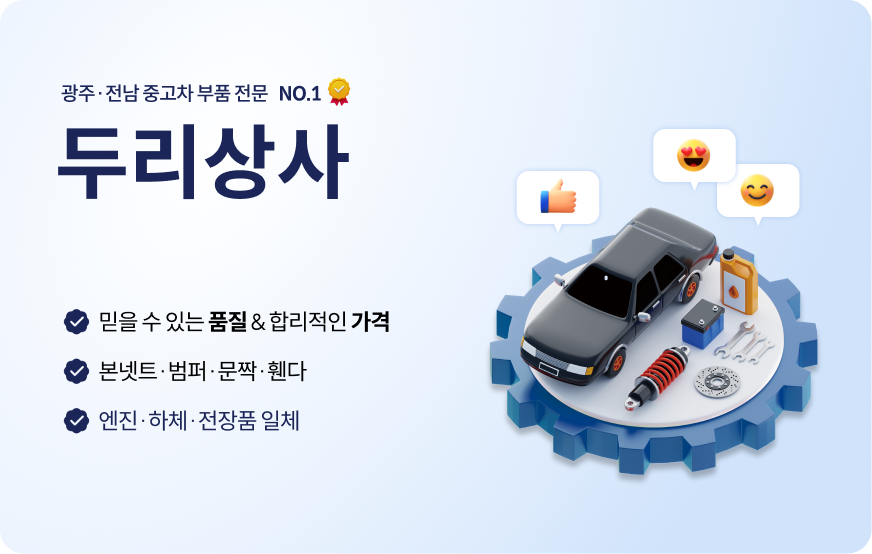 광주·전남 중고차 부품 전문 NO.1
두리상사
믿을 수 있는 품질 & 합리적인 가격
본넷트·범퍼·문짝·휀다
엔진·하체·전장품 일체